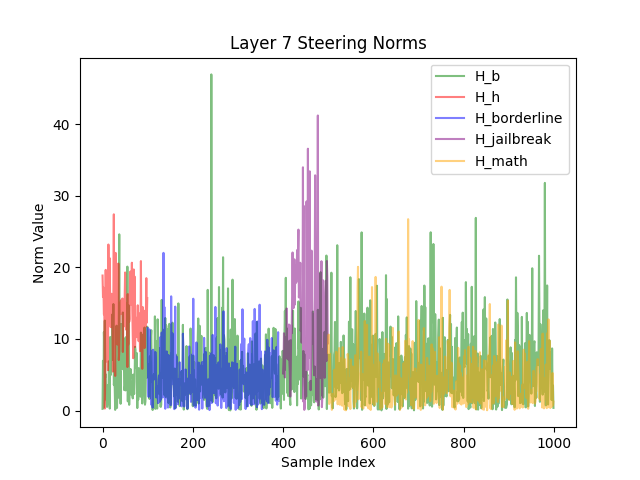 Layer 7 Steering Norms
H_b
H_h
H_borderline
H_jailbreak
H_math
Norm Value
40
30
20
10
0
0
200
400
600
800
1000
Sample Index